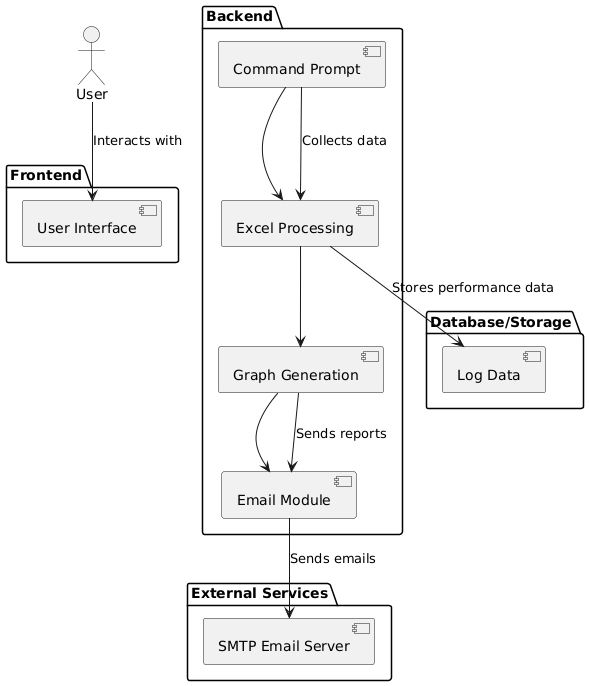 Backend
Command Prompt
User
Interacts with
Collects data
Frontend
User Interface
Excel Processing
Stores performance data
Database/Storage
Graph Generation
Log Data
Sends reports
Email Module
Sends emails
External Services
SMTP Email Server